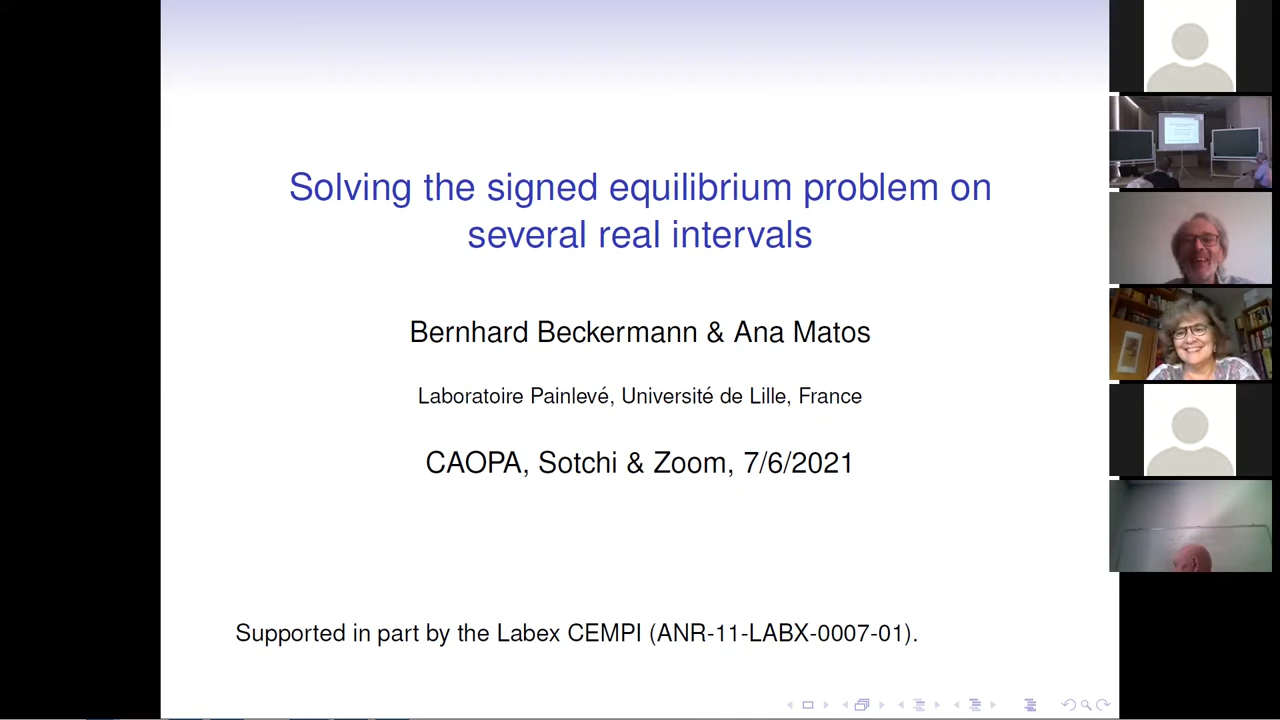 Solving the signed equilibrium problem on
several real intervals
Bernhard Beckermann & Ana Matos
Laboratoire Painlevé, Université de Lille, France
CAOPA, Sotchi & Zoom, 7/6/2021
Supported in part by the Labex CEMPI (ANR-11-LABX-0007-01).